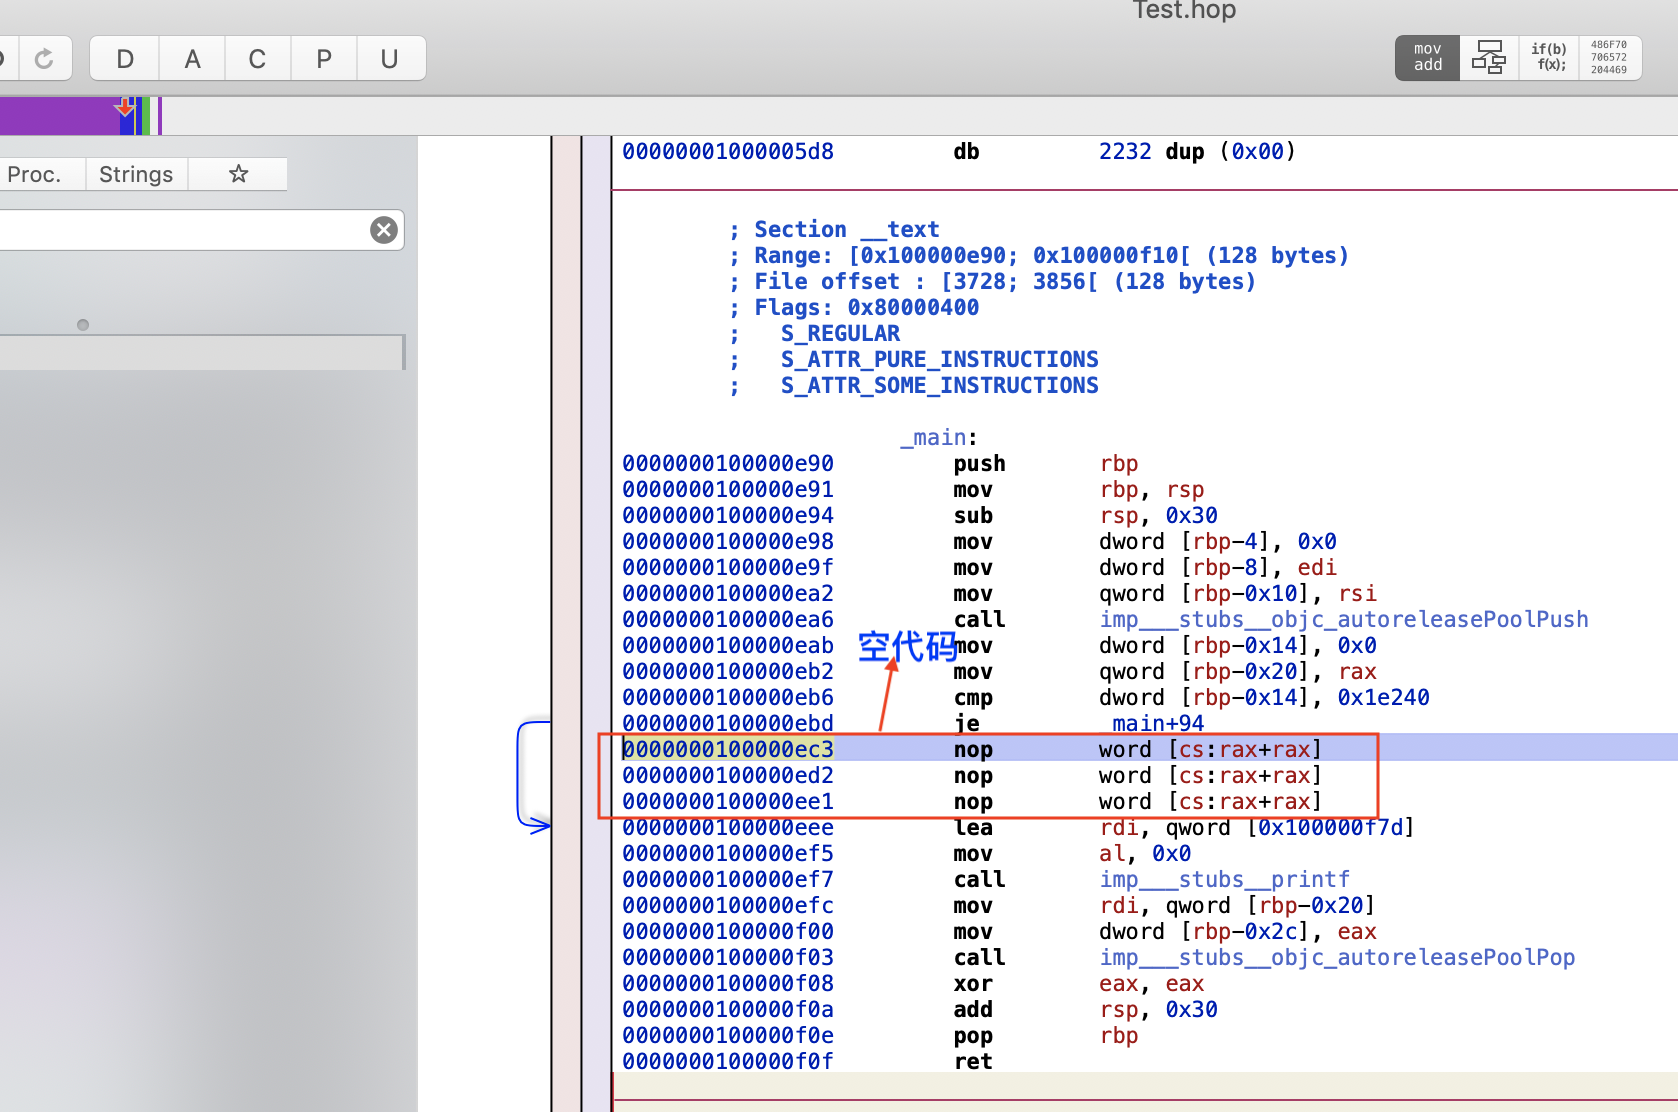 Test.hop
D A C P U
mov add
if(b) f(x);
486F70 706572 204469
Proc. Strings ☆
00000001000005d8 db 2232 dup (0x00)
; Section __text
; Range: [0x100000e90; 0x100000f10[ (128 bytes)
; File offset : [3728; 3856[ (128 bytes)
; Flags: 0x80000400
;   S_REGULAR
;   S_ATTR_PURE_INSTRUCTIONS
;   S_ATTR_SOME_INSTRUCTIONS
_main:
0000000100000e90 push rbp
0000000100000e91 mov rbp, rsp
0000000100000e94 sub rsp, 0x30
0000000100000e98 mov dword [rbp-4], 0x0
0000000100000e9f mov dword [rbp-8], edi
0000000100000ea2 mov qword [rbp-0x10], rsi
0000000100000ea6 call imp___stubs__objc_autoreleasePoolPush
空代码
0000000100000eab mov dword [rbp-0x14], 0x0
0000000100000eb2 mov qword [rbp-0x20], rax
0000000100000eb6 cmp dword [rbp-0x14], 0x1e240
0000000100000ebd je _main+94
0000000100000ec3 nop word [cs:rax+rax]
0000000100000ed2 nop word [cs:rax+rax]
0000000100000ee1 nop word [cs:rax+rax]
0000000100000eee lea rdi, qword [0x100000f7d]
0000000100000ef5 mov al, 0x0
0000000100000ef7 call imp___stubs__printf
0000000100000efc mov rdi, qword [rbp-0x20]
0000000100000f00 mov dword [rbp-0x2c], eax
0000000100000f03 call imp___stubs__objc_autoreleasePoolPop
0000000100000f08 xor eax, eax
0000000100000f0a add rsp, 0x30
0000000100000f0e pop rbp
0000000100000f0f ret